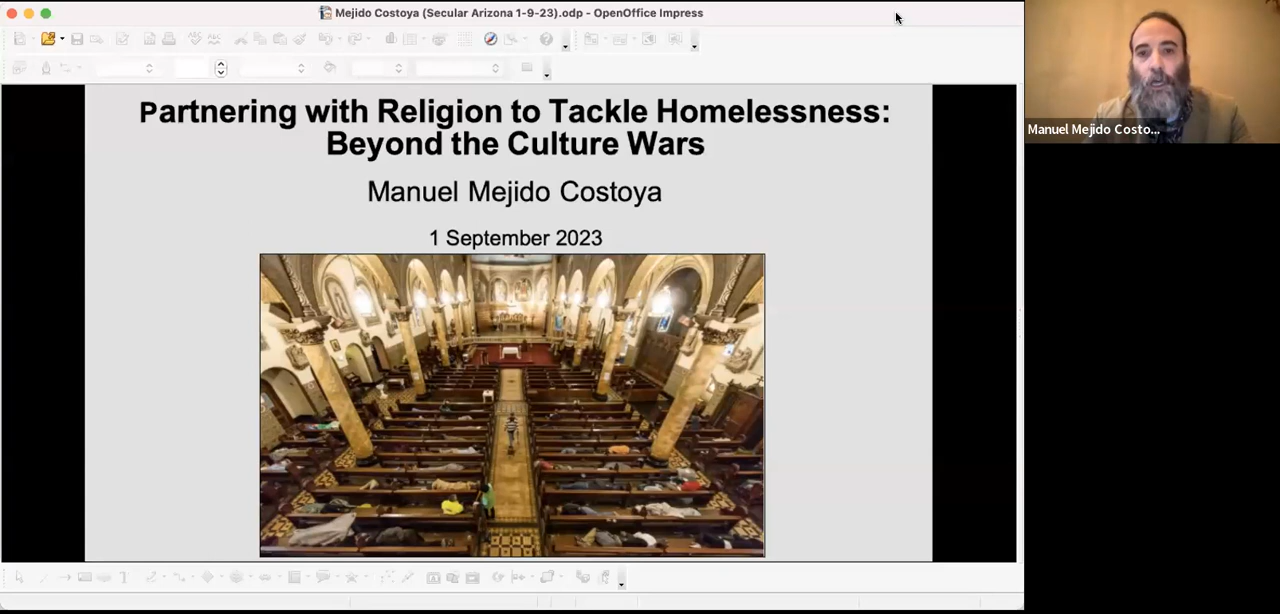 Mejido Costoya (Secular Arizona 1-9-23).odp - OpenOffice Impress
Partnering with Religion to Tackle Homelessness:
Beyond the Culture Wars
Manuel Mejido Costoya
1 September 2023
Manuel Mejido Costo...